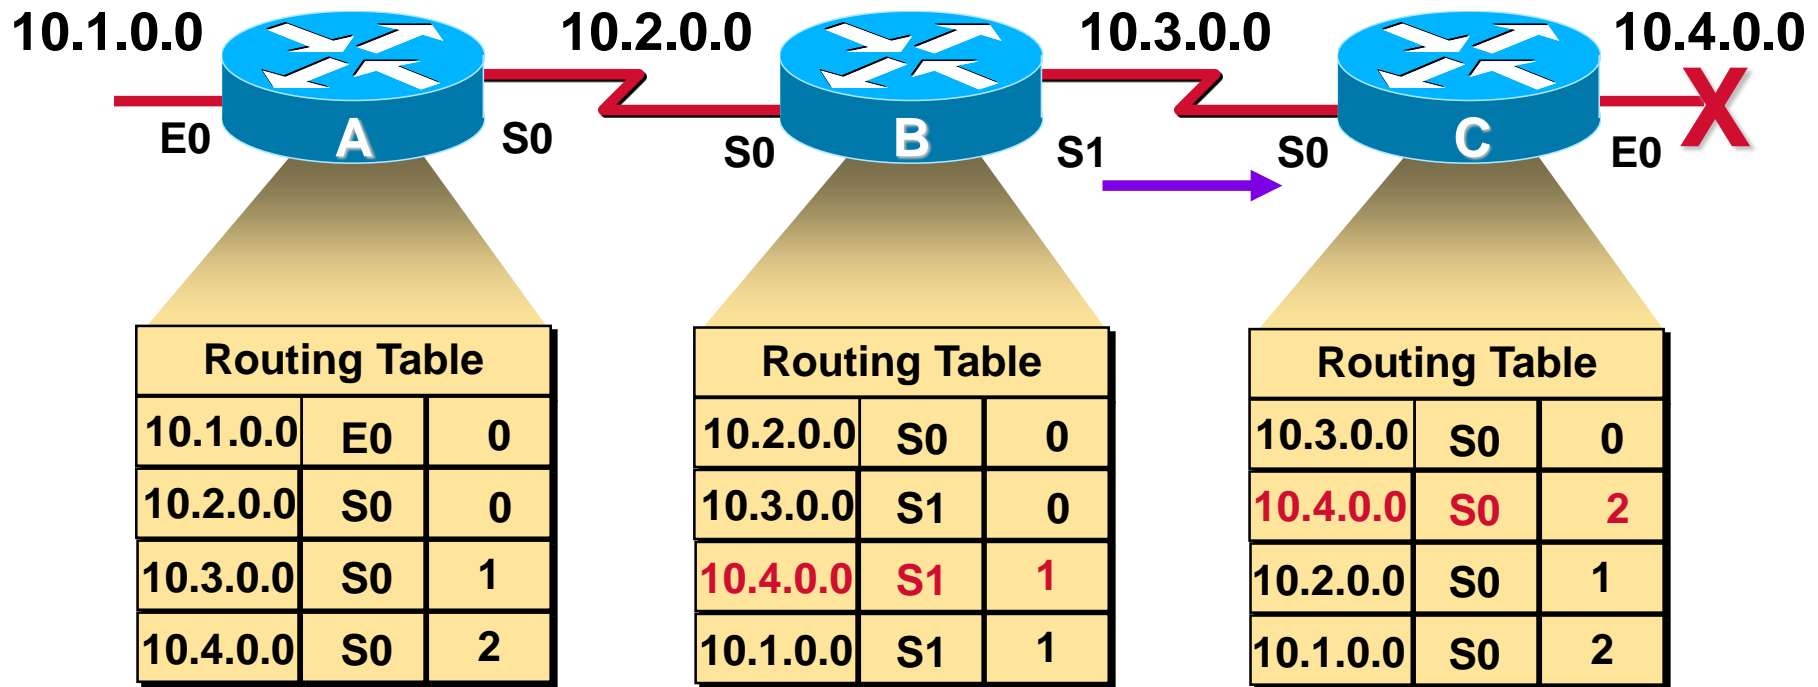 10.1.0.0 10.2.0.0 10.3.0.0 10.4.0.0
E0 A S0 S0 B S1 S0 C E0 X
Routing Table
10.1.0.0 E0 0
10.2.0.0 S0 0
10.3.0.0 S0 1
10.4.0.0 S0 2
Routing Table
10.2.0.0 S0 0
10.3.0.0 S1 0
10.4.0.0 S1 1
10.1.0.0 S1 1
Routing Table
10.3.0.0 S0 0
10.4.0.0 S0 2
10.2.0.0 S0 1
10.1.0.0 S0 2